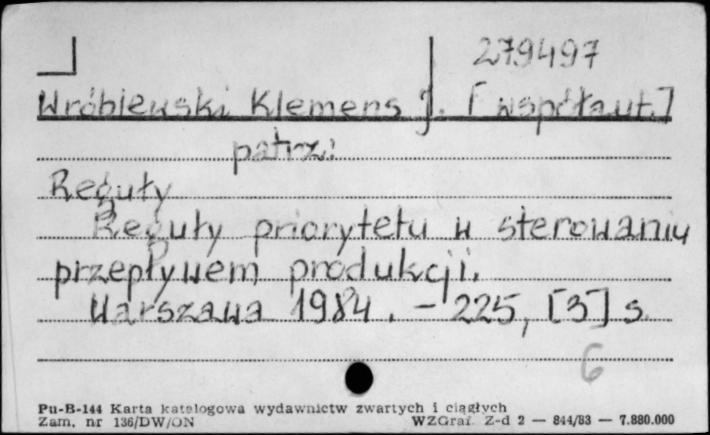 279497
Wróblewski Klemens J. [współaut.]
patrz:
Reguły
Reguły priorytetu w sterowaniu
przepływem produkcji.
Warszawa 1984. – 225, [3] s.
6
Pu-B-144 Karta katalogowa wydawnictw zwartych i ciągłych
Zam. nr 136/DW/ON WZGraf. Z-d 2 — 844/83 — 7.880.000